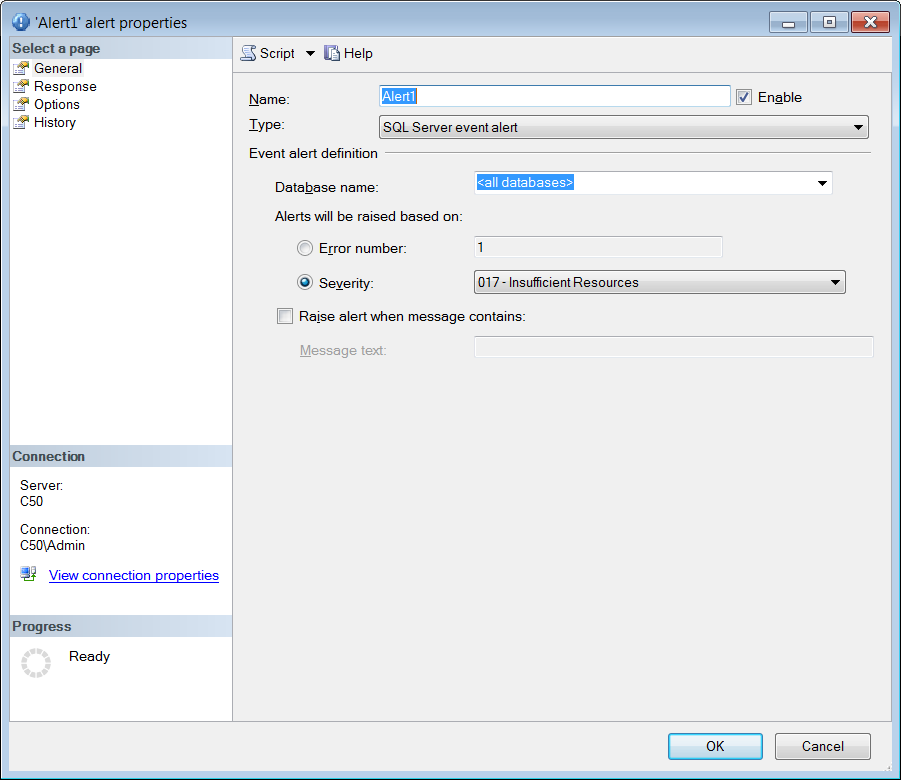 'Alert1' alert properties
Select a page
General
Response
Options
History
Connection
Server:
C50
Connection:
C50\Admin
View connection properties
Progress
Ready
Script
Help
Name: Alert1 Enable
Type: SQL Server event alert
Event alert definition
Database name: <all databases>
Alerts will be raised based on:
Error number: 1
Severity: 017 - Insufficient Resources
Raise alert when message contains:
Message text:
OK Cancel